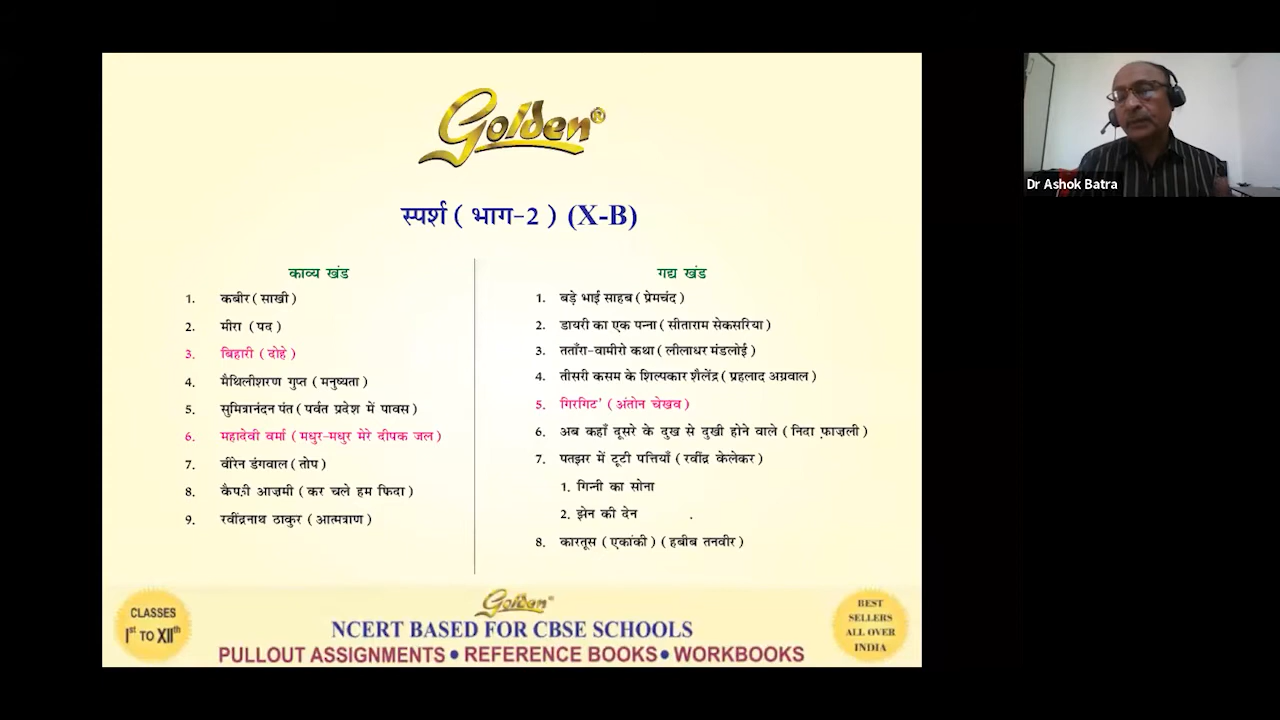 Golden®
स्पर्श ( भाग-2 ) (X-B)
काव्य खंड
1. कबीर ( साखी )
2. मीरा ( पद )
3. बिहारी ( दोहे )
4. मैथिलीशरण गुप्त ( मनुष्यता )
5. सुमित्रानंदन पंत ( पर्वत प्रदेश में पावस )
6. महादेवी वर्मा ( मधुर-मधुर मेरे दीपक जल )
7. वीरेन डंगवाल ( तोप )
8. कैफ़ी आज़मी ( कर चले हम फिदा )
9. रवींद्रनाथ ठाकुर ( आत्मत्राण )
गद्य खंड
1. बड़े भाई साहब ( प्रेमचंद )
2. डायरी का एक पन्ना ( सीताराम सेकसरिया )
3. तताँरा-वामीरो कथा ( लीलाधर मंडलोई )
4. तीसरी कसम के शिल्पकार शैलेंद्र ( प्रहलाद अग्रवाल )
5. गिरगिट’ ( अंतोन चेखव )
6. अब कहाँ दूसरे के दुख से दुखी होने वाले ( निदा फ़ाज़ली )
7. पतझर में टूटी पत्तियाँ ( रवींद्र केलेकर )
1. गिन्नी का सोना
2. झेन की देन
8. कारतूस ( एकांकी ) ( हबीब तनवीर )
CLASSES
Ist TO XIIth
Golden®
NCERT BASED FOR CBSE SCHOOLS
PULLOUT ASSIGNMENTS • REFERENCE BOOKS • WORKBOOKS
BEST
SELLERS
ALL OVER
INDIA
Dr Ashok Batra